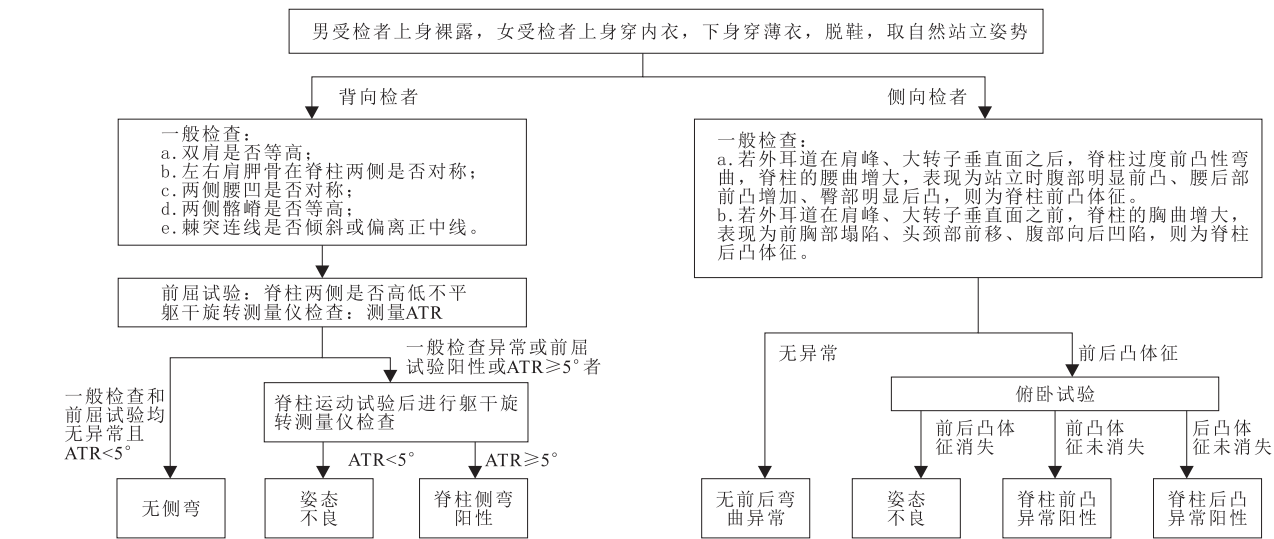 男受检者上身裸露，女受检者上身穿内衣，下身穿薄衣，脱鞋，取自然站立姿势
背向检者
一般检查：
a.双肩是否等高；
b.左右肩胛骨在脊柱两侧是否对称；
c.两侧腰凹是否对称；
d.两侧髂嵴是否等高；
e.棘突连线是否倾斜或偏离正中线。
前屈试验：脊柱两侧是否高低不平
躯干旋转测量仪检查：测量ATR
一般检查和
前屈试验均
无异常且
ATR<5°
一般检查异常或前屈
试验阳性或ATR≥5°者
脊柱运动试验后进行躯干旋
转测量仪检查
ATR<5°
ATR≥5°
无侧弯
姿态
不良
脊柱侧弯
阳性
侧向检者
一般检查：
a.若外耳道在肩峰、大转子垂直面之后，脊柱过度前凸性弯
曲，脊柱的腰曲增大，表现为站立时腹部明显前凸、腰后部
前凸增加、臀部明显后凸，则为脊柱前凸体征。
b.若外耳道在肩峰、大转子垂直面之前，脊柱的胸曲增大，
表现为前胸部塌陷、头颈部前移、腹部向后凹陷，则为脊柱
后凸体征。
无异常
前后凸体征
俯卧试验
前后凸体
征消失
前凸体
征未消失
后凸体
征未消失
无前后弯
曲异常
姿态
不良
脊柱前凸
异常阳性
脊柱后凸
异常阳性